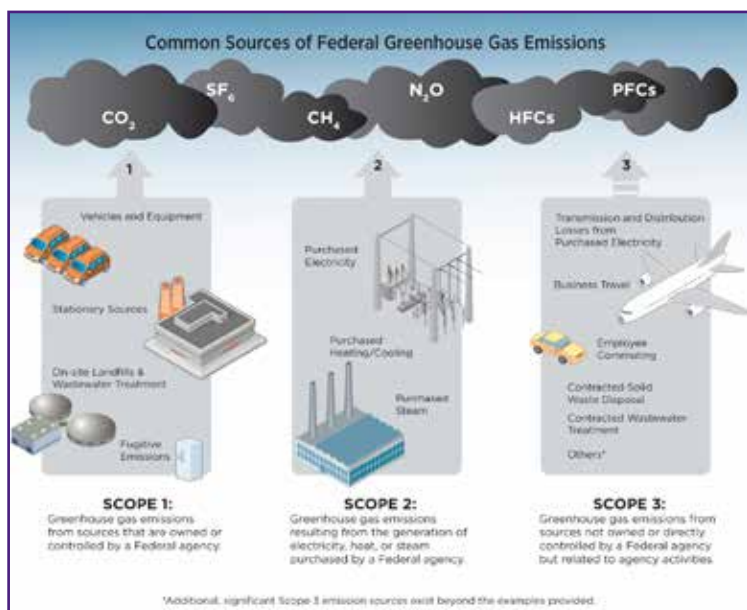 Common Sources of Federal Greenhouse Gas Emissions
CO₂
SF₆
CH₄
N₂O
HFCs
PFCs
1
Vehicles and Equipment
Stationary Sources
On-site Landfills &
Wastewater Treatment
Fugitive
Emissions
SCOPE 1:
Greenhouse gas emissions
from sources that are owned or
controlled by a Federal agency.
2
Purchased
Electricity
Purchased
Heating/Cooling
Purchased
Steam
SCOPE 2:
Greenhouse gas emissions
resulting from the generation of
electricity, heat, or steam
purchased by a Federal agency.
3
Transmission and Distribution
Losses from
Purchased Electricity
Business Travel
Employee
Commuting
Contracted Solid
Waste Disposal
Contracted Wastewater
Treatment
Others*
SCOPE 3:
Greenhouse gas emissions from
sources not owned or directly
controlled by a Federal agency
but related to agency activities.
*Additional, significant Scope 3 emission sources exist beyond the examples provided.